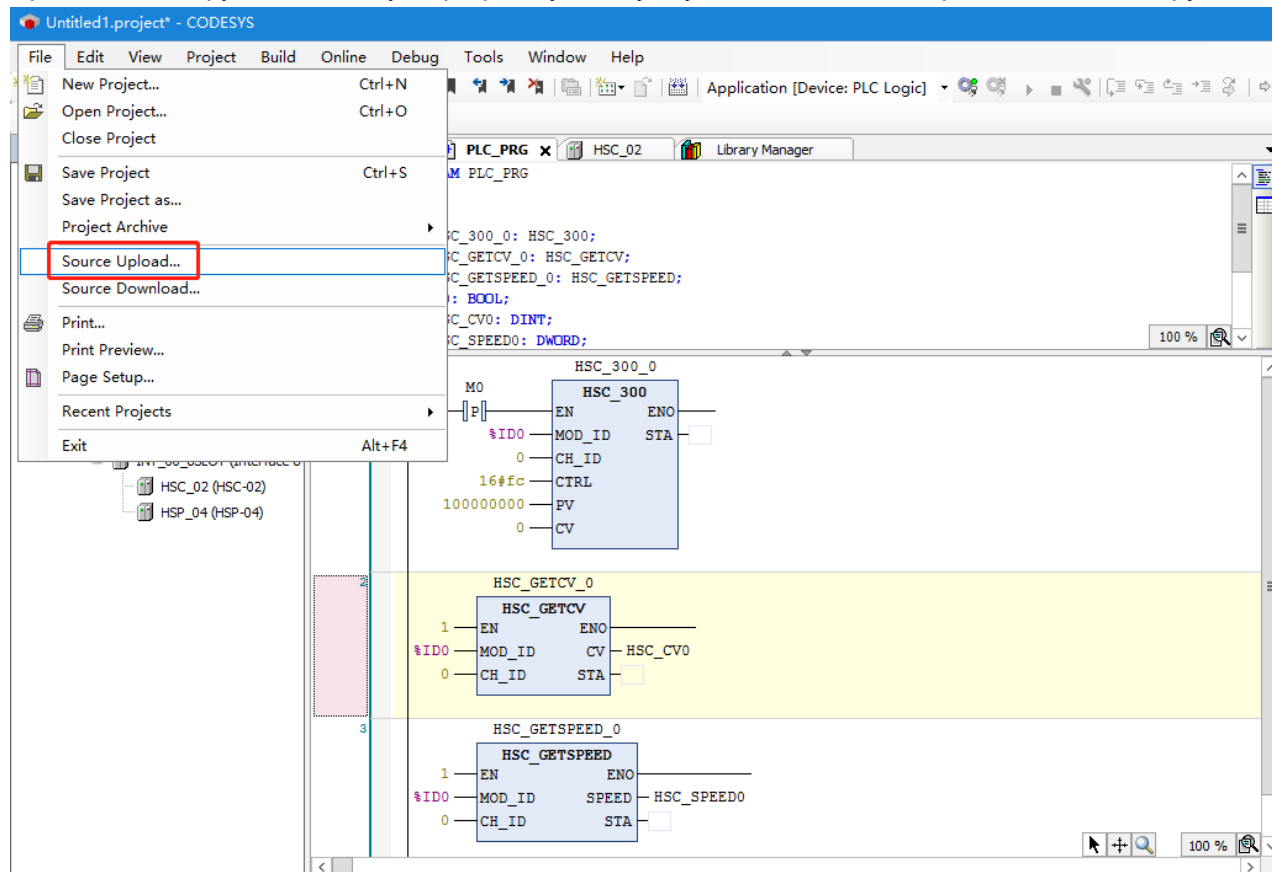 Untitled1.project* - CODESYS
File Edit View Project Build Online Debug Tools Window Help
New Project... Ctrl+N
Application [Device: PLC Logic]
Open Project... Ctrl+O
Close Project
PLC_PRG HSC_02 Library Manager
Save Project Ctrl+S
PLC_PRG
Save Project as...
Project Archive
C_300_0: HSC_300;
Source Upload...
C_GETCV_0: HSC_GETCV;
C_GETSPEED_0: HSC_GETSPEED;
Source Download...
: BOOL;
Print...
C_CV0: DINT;
C_SPEED0: DWORD;
100 %
Print Preview...
Page Setup...
Recent Projects
Exit Alt+F4
HSC_02 (HSC-02)
HSP_04 (HSP-04)
HSC_300_0
M0 HSC_300
P EN ENO
%ID0 MOD_ID STA
0 CH_ID
16#fc CTRL
100000000 PV
0 CV
2 HSC_GETCV_0
HSC_GETCV
1 EN ENO
%ID0 MOD_ID CV HSC_CV0
0 CH_ID STA
3 HSC_GETSPEED_0
HSC_GETSPEED
1 EN ENO
%ID0 MOD_ID SPEED HSC_SPEED0
0 CH_ID STA
100 %